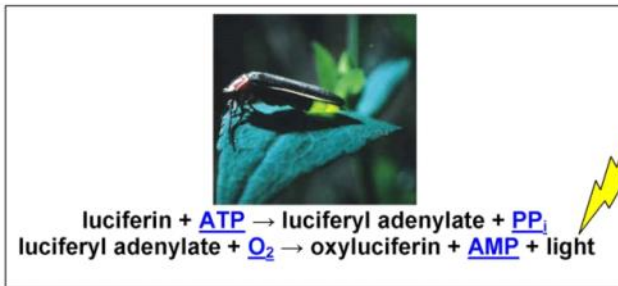 luciferin + ATP → luciferyl adenylate + PPi
luciferyl adenylate + O2 → oxyluciferin + AMP + light